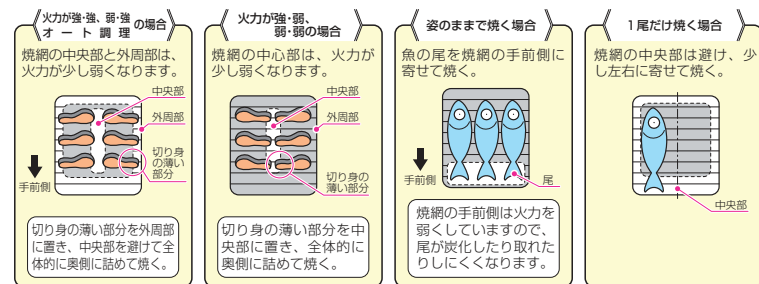 火力が強・強、弱・強
オート調理の場合
焼網の中央部と外周部は、
火力が少し弱くなります。
中央部
外周部
切り身
の薄い
部分
手前側
切り身の薄い部分を外周部
に置き、中央部を避けて全
体的に奥側に詰めて焼く。
火力が強・弱、
弱・弱の場合
焼網の中心部は、火力が
少し弱くなります。
中央部
外周部
切り身の
薄い部分
切り身の薄い部分を中
央部に置き、全体的に
奥側に詰めて焼く。
姿のままで焼く場合
魚の尾を焼網の手前側に
寄せて焼く。
手前側
尾
焼網の手前側は火力を
弱くしていますので、
尾が炭化したり取れた
りしにくくなります。
1尾だけ焼く場合
焼網の中央部は避け、少
し左右に寄せて焼く。
中央部